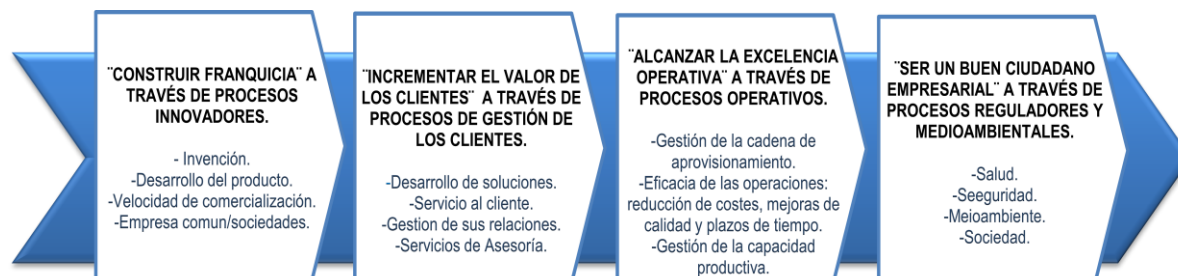 ¨CONSTRUIR FRANQUICIA¨ A
TRAVÉS DE PROCESOS
INNOVADORES.
- Invención.
-Desarrollo del producto.
-Velocidad de comercialización.
-Empresa comun/sociedades.
¨INCREMENTAR EL VALOR DE
LOS CLIENTES¨ A TRAVÉS DE
PROCESOS DE GESTIÓN DE
LOS CLIENTES.
-Desarrollo de soluciones.
-Servicio al cliente.
-Gestion de sus relaciones.
-Servicios de Asesoría.
¨ALCANZAR LA EXCELENCIA
OPERATIVA¨ A TRAVÉS DE
PROCESOS OPERATIVOS.
-Gestión de la cadena de
aprovisionamiento.
-Eficacia de las operaciones:
reducción de costes, mejoras de
calidad y plazos de tiempo.
-Gestión de la capacidad
productiva.
¨SER UN BUEN CIUDADANO
EMPRESARIAL¨ A TRAVÉS DE
PROCESOS REGULADORES Y
MEDIOAMBIENTALES.
-Salud.
-Seeguridad.
-Meioambiente.
-Sociedad.